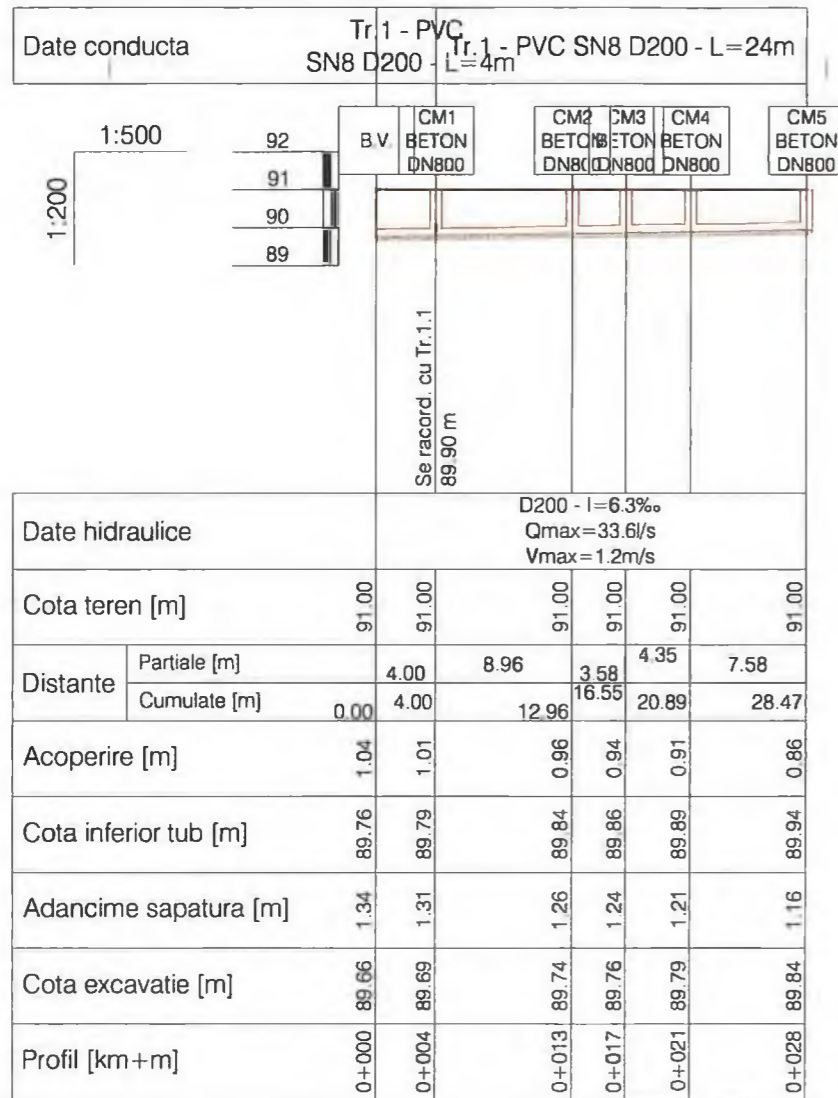 Date conducta
Tr.1 - PVC
SN8 D200 - L=4m
Tr.1 - PVC SN8 D200 - L=24m
1:500
1:200
92
91
90
89
B.V.
CM1
BETON
DN800
CM2
BETON
DN800
CM3
BETON
DN800
CM4
BETON
DN800
CM5
BETON
DN800
Se racord. cu Tr.1.1
89.90 m
Date hidraulice
D200 - I=6.3‰
Qmax=33.6l/s
Vmax=1.2m/s
Cota teren [m] 91.00 91.00 91.00 91.00 91.00 91.00
Distante
Partiale [m] 4.00 8.96 3.58 4.35 7.58
Cumulate [m] 0.00 4.00 12.96 16.55 20.89 28.47
Acoperire [m] 1.04 1.01 0.96 0.94 0.91 0.86
Cota inferior tub [m] 89.76 89.79 89.84 89.86 89.89 89.94
Adancime sapatura [m] 1.34 1.31 1.26 1.24 1.21 1.16
Cota excavatie [m] 89.66 89.69 89.74 89.76 89.79 89.84
Profil [km+m] 0+000 0+004 0+013 0+017 0+021 0+028